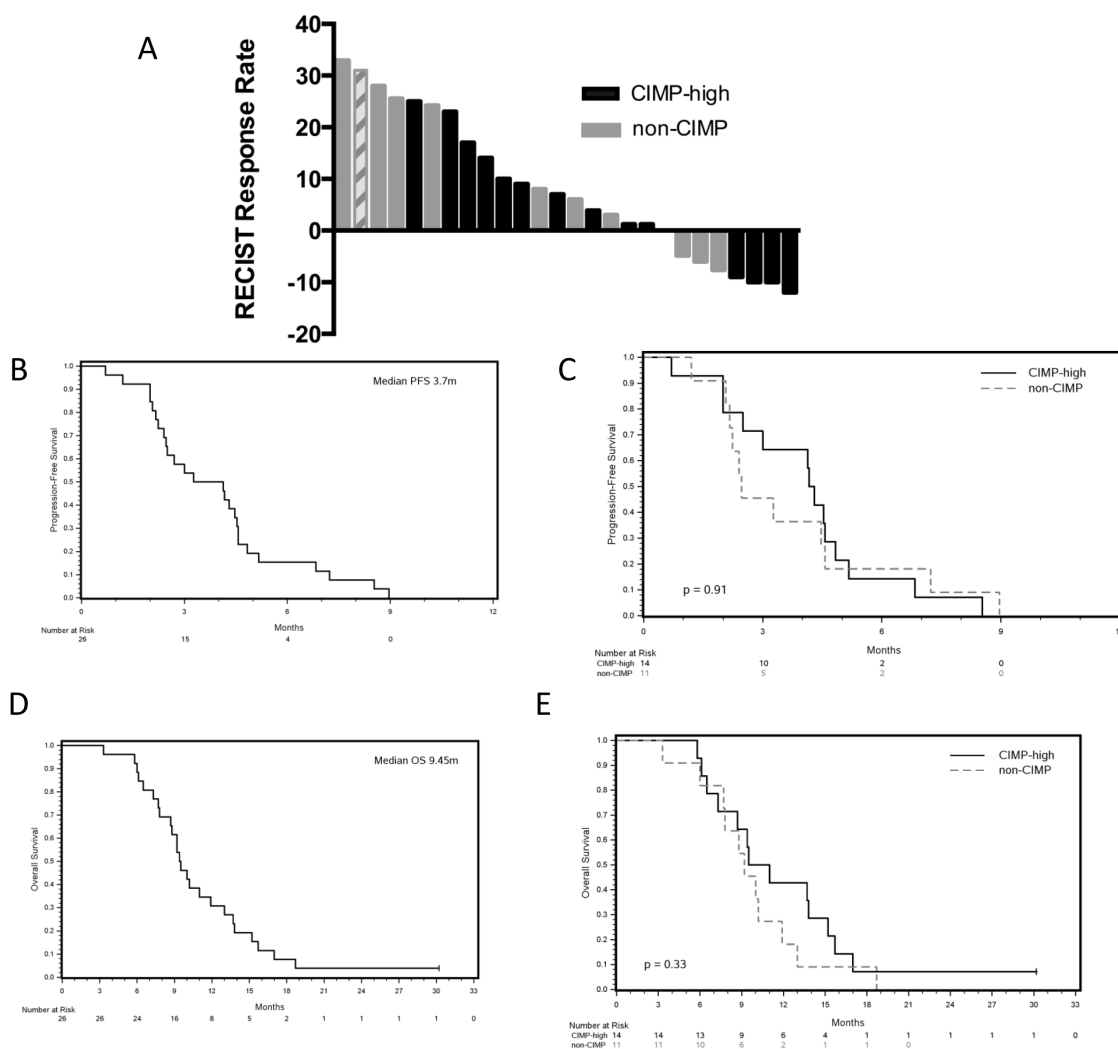 A
RECIST Response Rate
40
30
20
10
0
-10
-20
CIMP-high
non-CIMP
B
Progression-Free Survival
1.0
0.9
0.8
0.7
0.6
0.5
0.4
0.3
0.2
0.1
0.0
Median PFS 3.7m
0 3 6 9 12
Months
Number at Risk
26 15 4 0
C
Progression-Free Survival
1.0
0.9
0.8
0.7
0.6
0.5
0.4
0.3
0.2
0.1
0.0
CIMP-high
non-CIMP
p = 0.91
0 3 6 9 1
Months
Number at Risk
CIMP-high 14 10 2 0
non-CIMP 11 5 2 0
D
Overall Survival
1.0
0.9
0.8
0.7
0.6
0.5
0.4
0.3
0.2
0.1
0.0
Median OS 9.45m
0 3 6 9 12 15 18 21 24 27 30 33
Months
Number at Risk
26 26 24 16 8 5 2 1 1 1 1 0
E
Overall Survival
1.0
0.9
0.8
0.7
0.6
0.5
0.4
0.3
0.2
0.1
0.0
CIMP-high
non-CIMP
p = 0.33
0 3 6 9 12 15 18 21 24 27 30 33
Months
Number at Risk
CIMP-high 14 14 13 9 6 4 1 1 1 1 1 0
non-CIMP 11 11 10 6 2 1 1 0